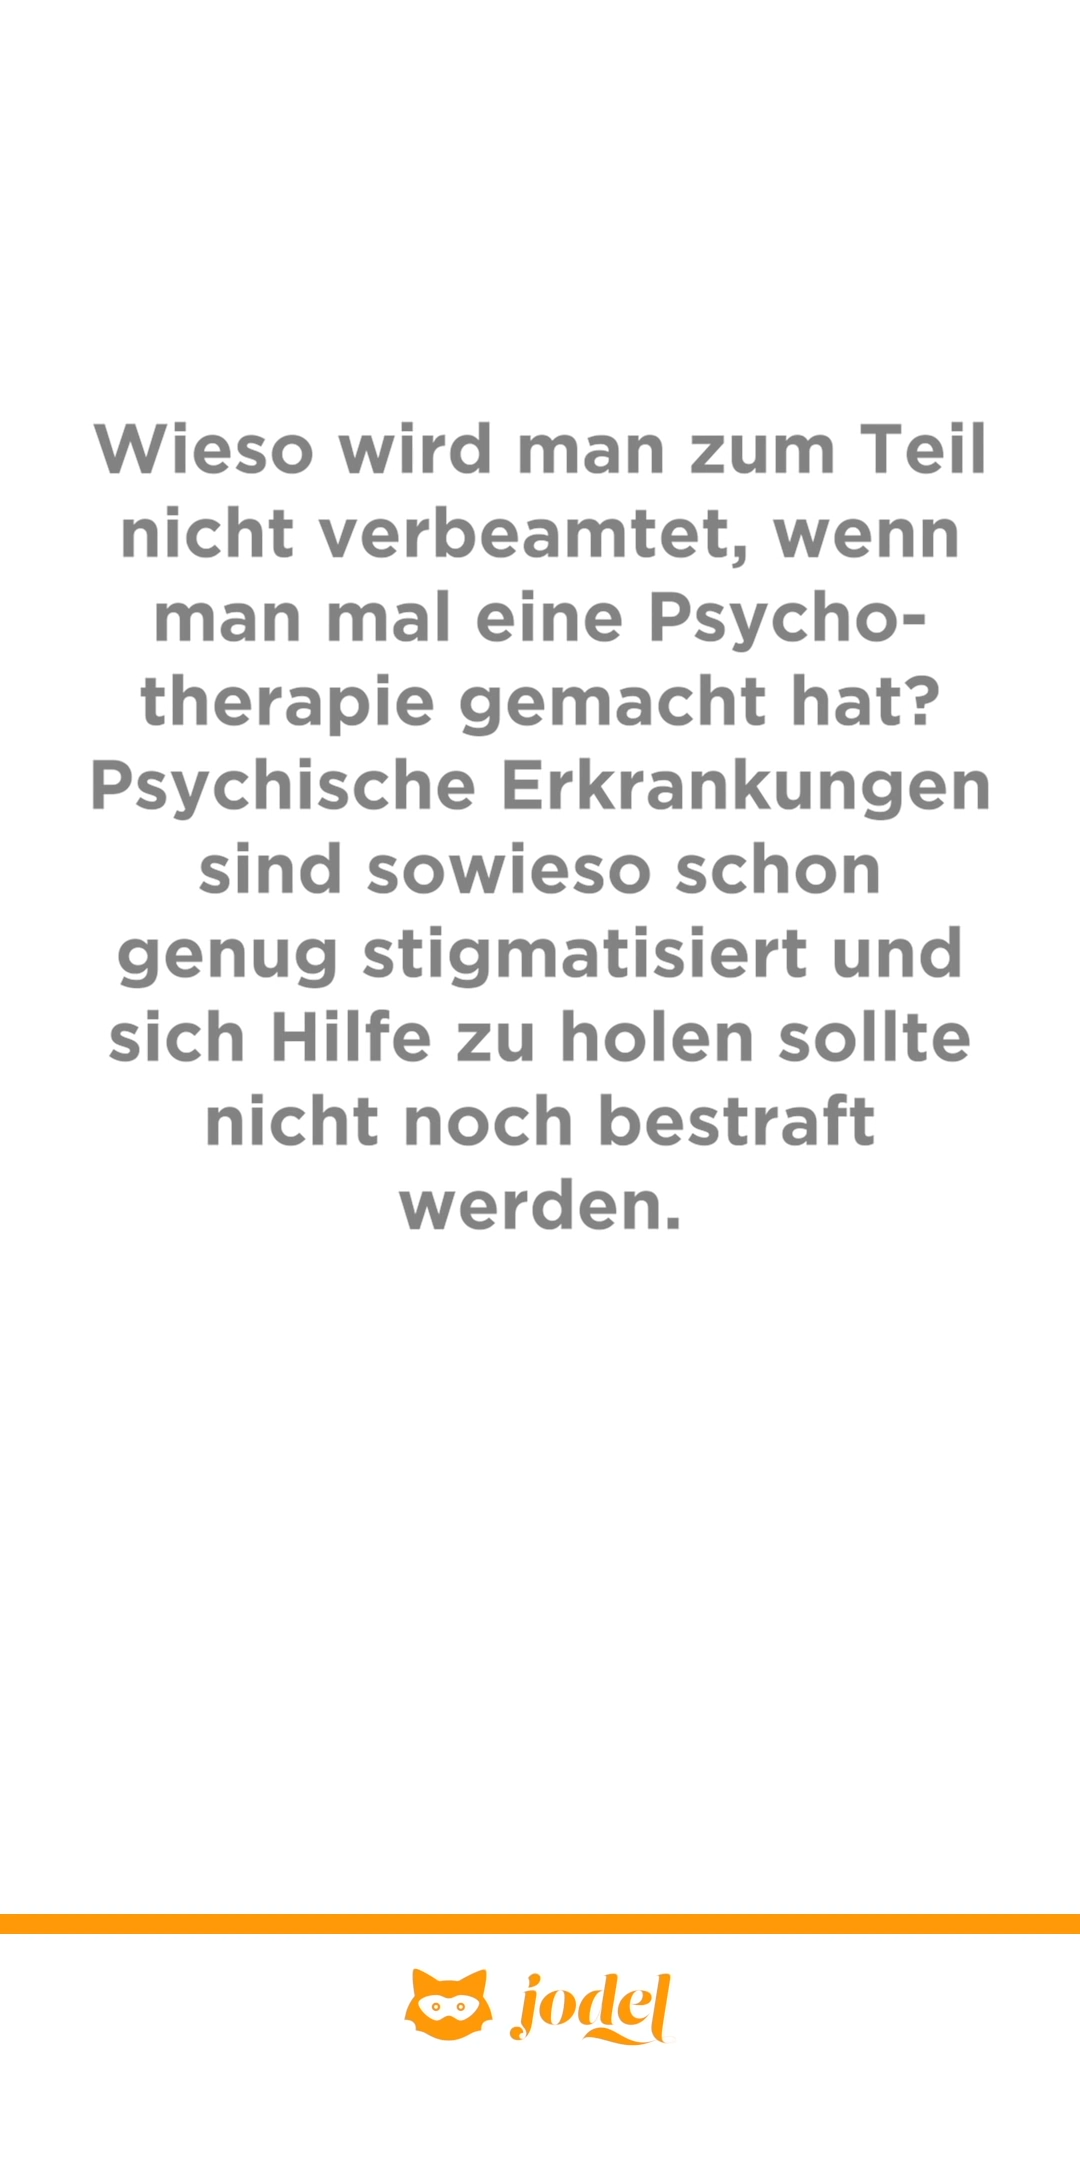 Wieso wird man zum Teil
nicht verbeamtet, wenn
man mal eine Psycho-
therapie gemacht hat?
Psychische Erkrankungen
sind sowieso schon
genug stigmatisiert und
sich Hilfe zu holen sollte
nicht noch bestraft
werden.
jodel